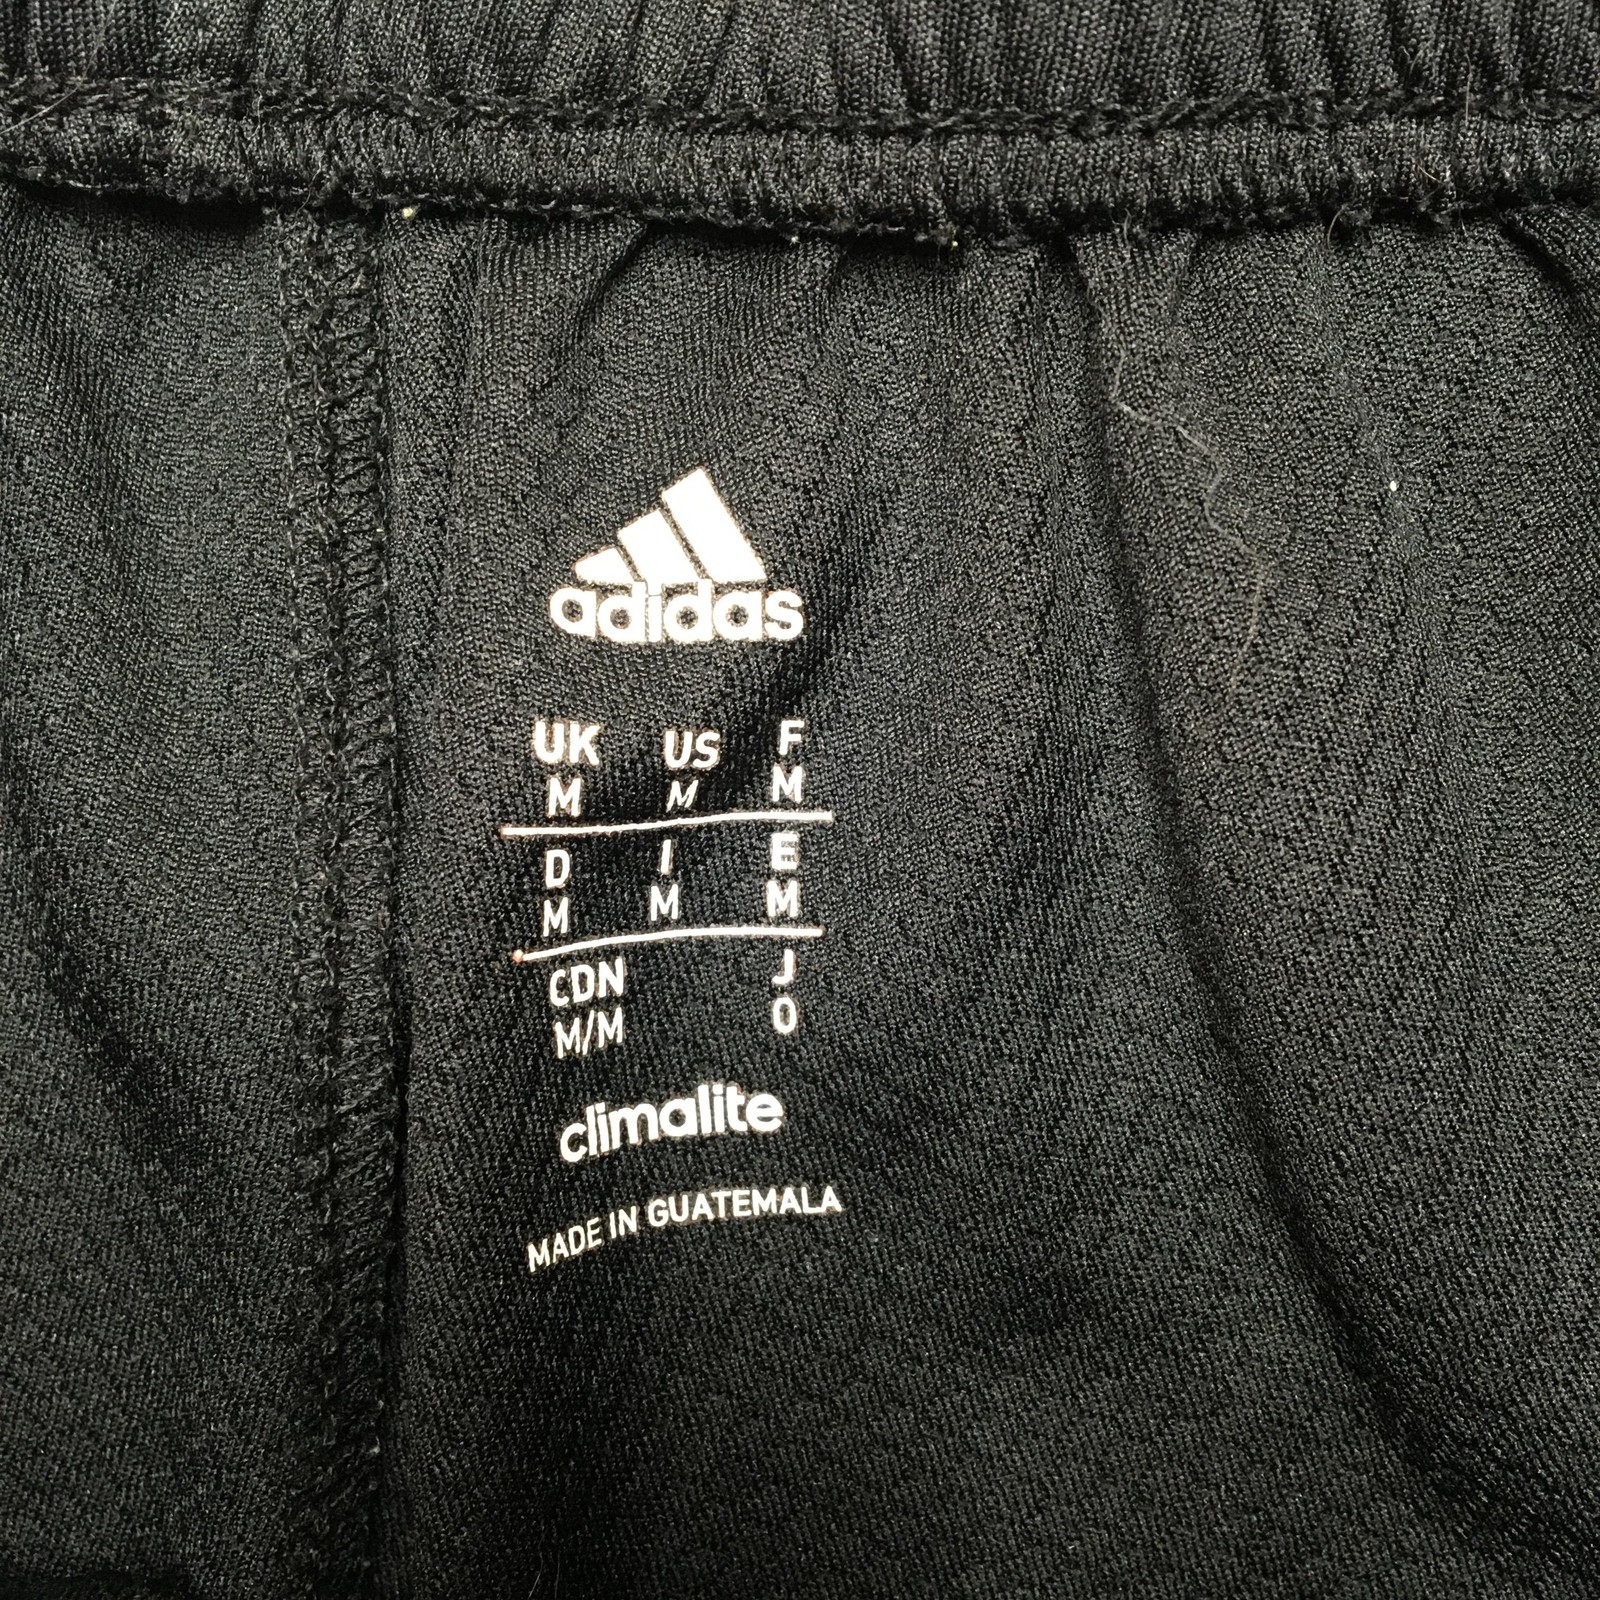 adidas
UK US F
M M M
D I E
M M M
CDN J
M/M O
climalite
MADE IN GUATEMALA